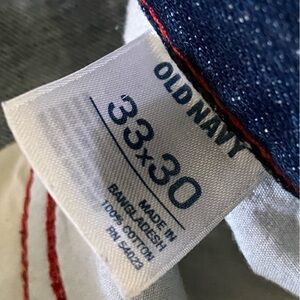 OLD NAVY
33x30
MADE IN
BANGLADESH
100% COTTON
RN 54023